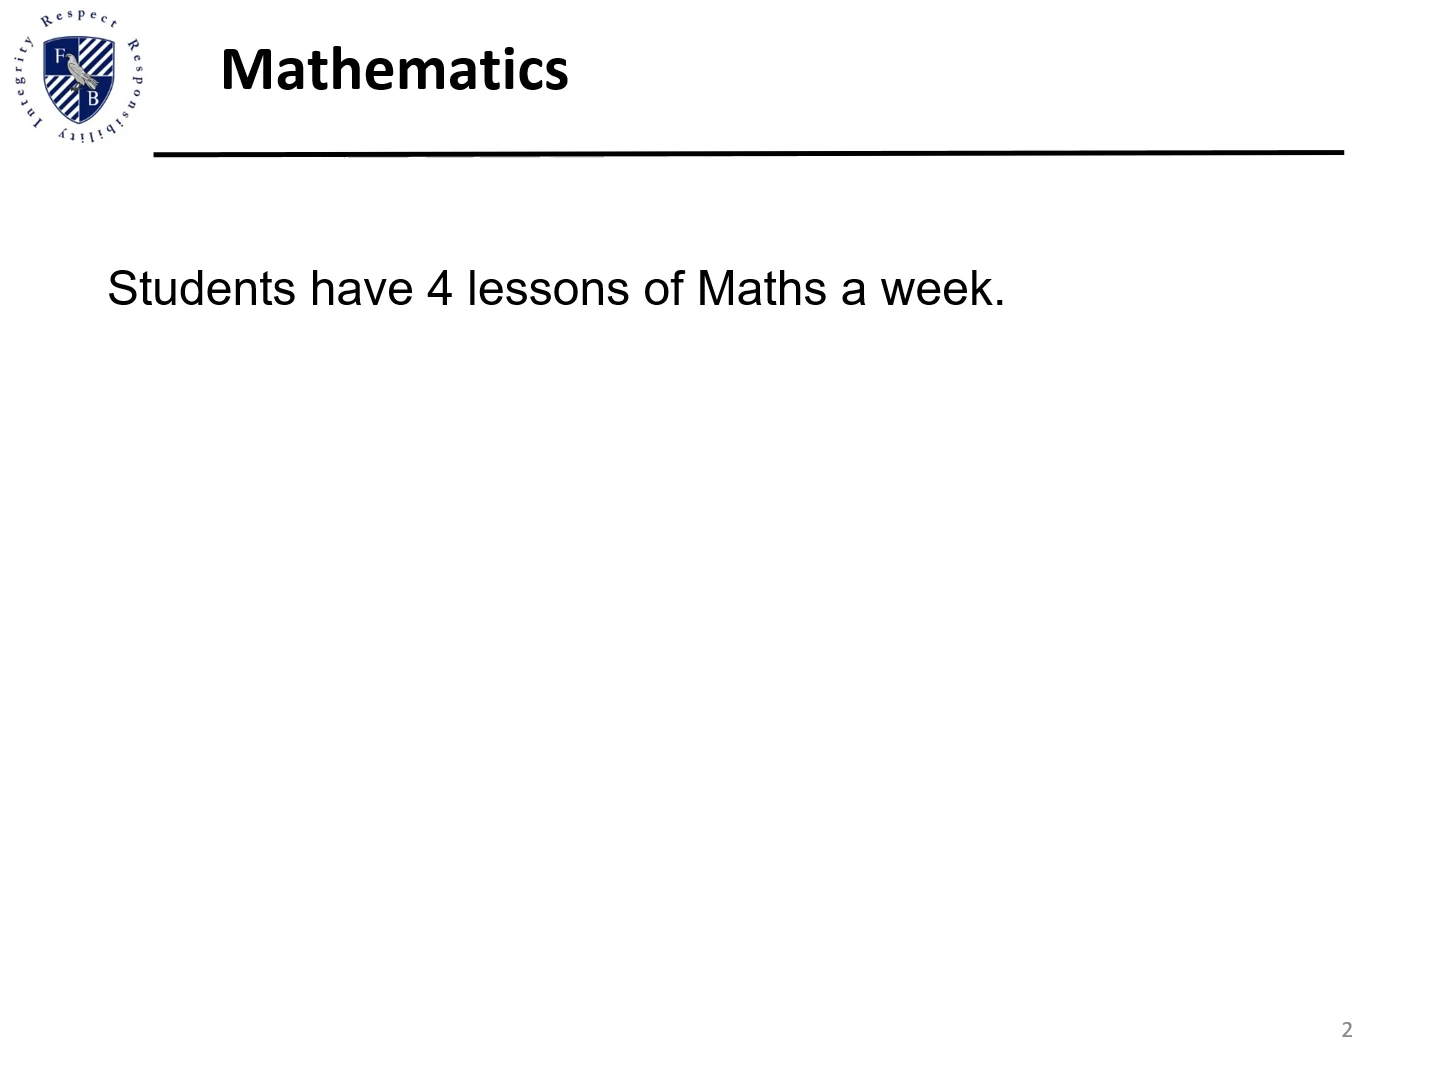 Respect Responsibility Integrity
F
B
Mathematics
Students have 4 lessons of Maths a week.
2